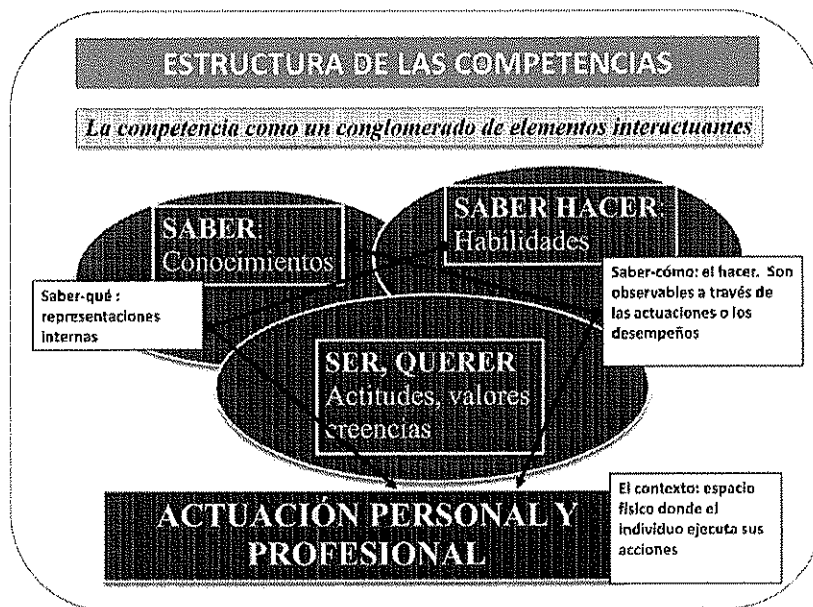 ESTRUCTURA DE LAS COMPETENCIAS
La competencia como un conglomerado de elementos interactuantes
SABER:
Conocimientos
SABER HACER:
Habilidades
Saber-qué :
representaciones
internas
Saber-cómo: el hacer. Son
observables a través de
las actuaciones o los
desempeños
SER, QUERER
Actitudes, valores
creencias
ACTUACIÓN PERSONAL Y
PROFESIONAL
El contexto: espacio
físico donde el
individuo ejecuta sus
acciones